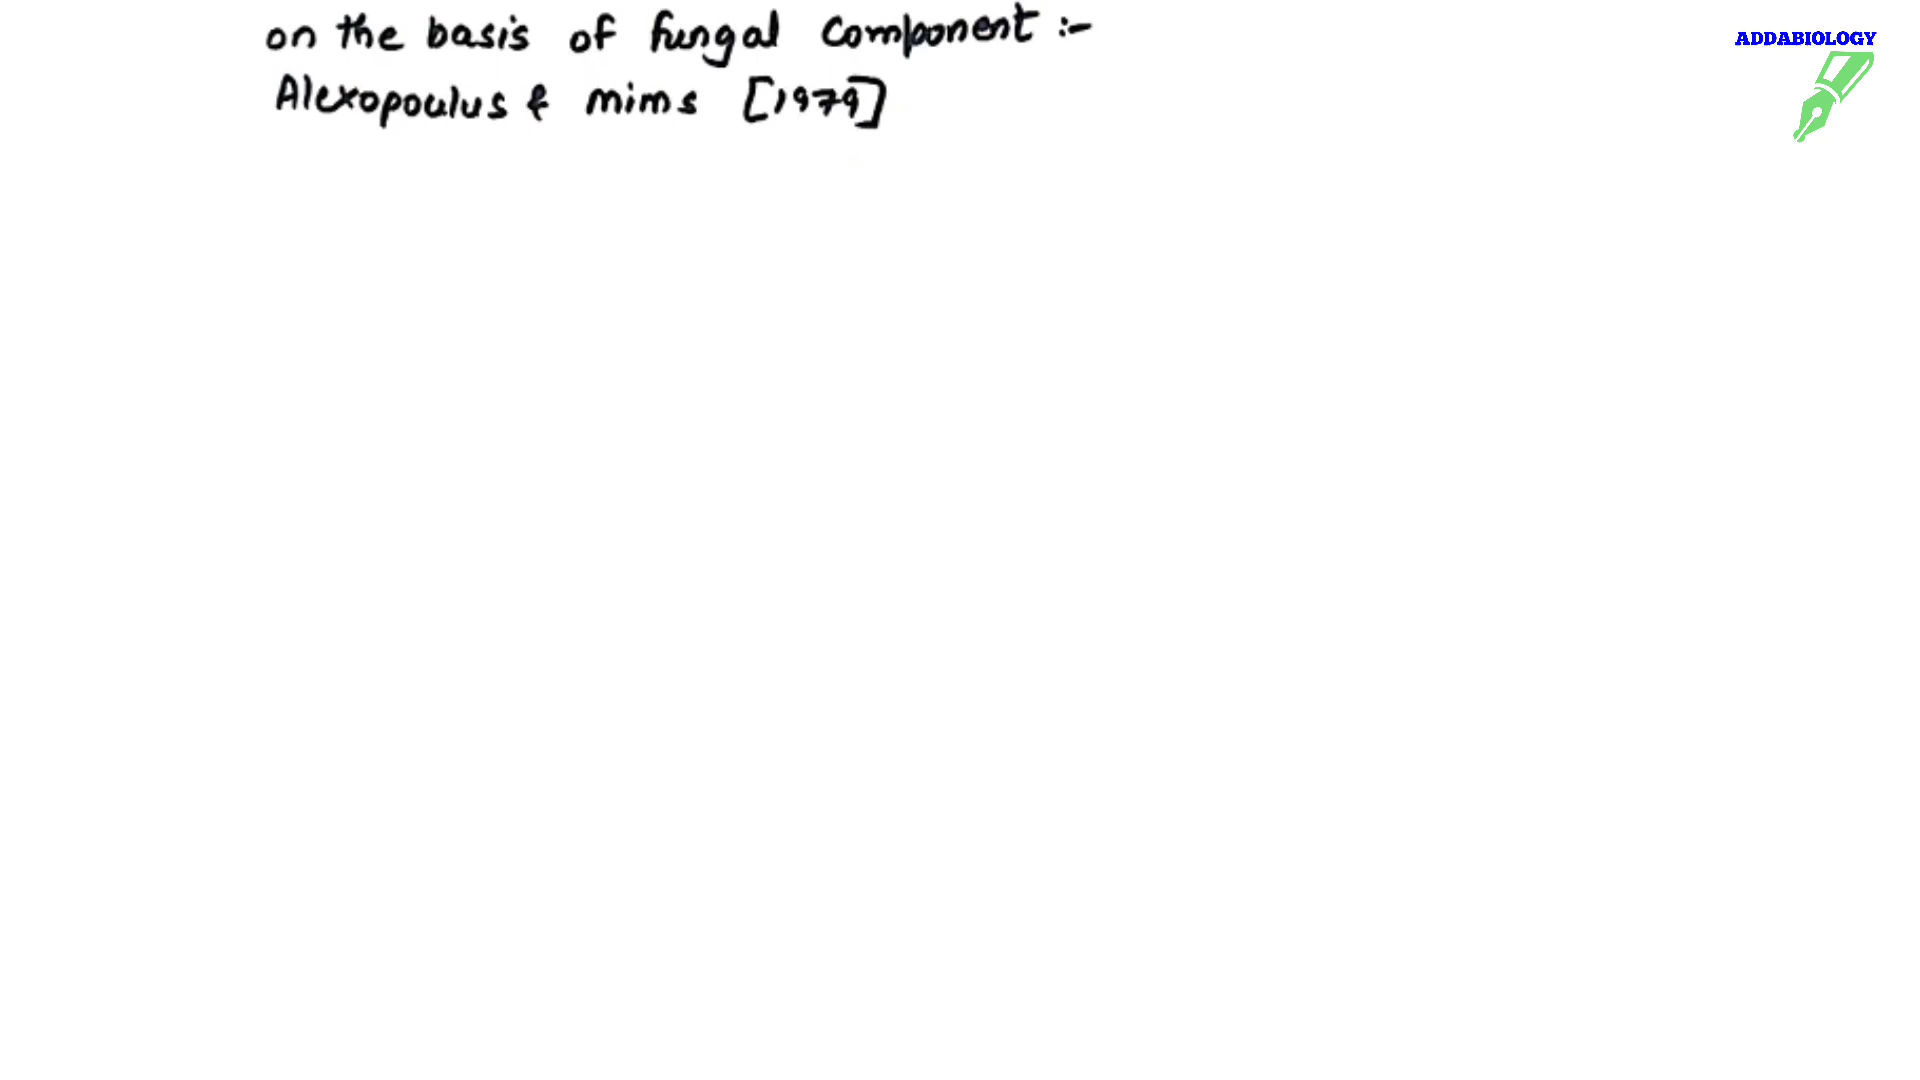 on the basis of fungal component :-
ADDABIOLOGY
Alexopoulus & mims [1979]